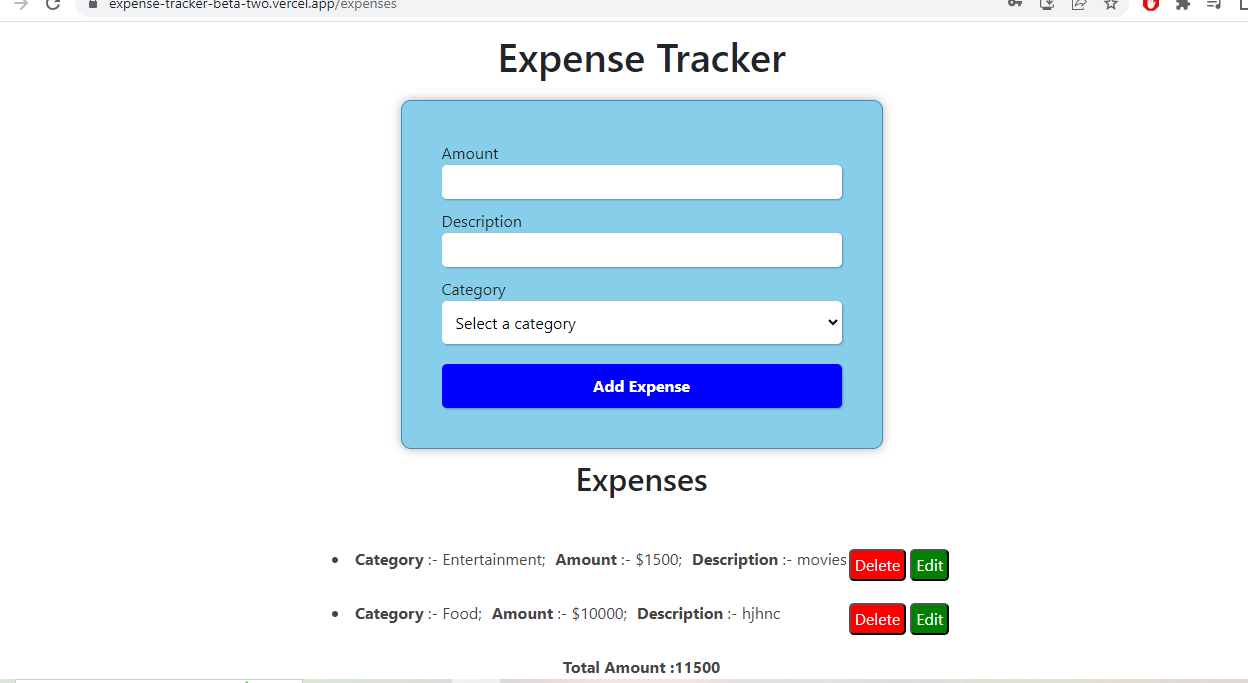 expense-tracker-beta-two.vercel.app/expenses
Expense Tracker
Amount
Description
Category
Select a category
Add Expense
Expenses
Category :- Entertainment; Amount :- $1500; Description :- movies Delete Edit
Category :- Food; Amount :- $10000; Description :- hjhnc Delete Edit
Total Amount :11500